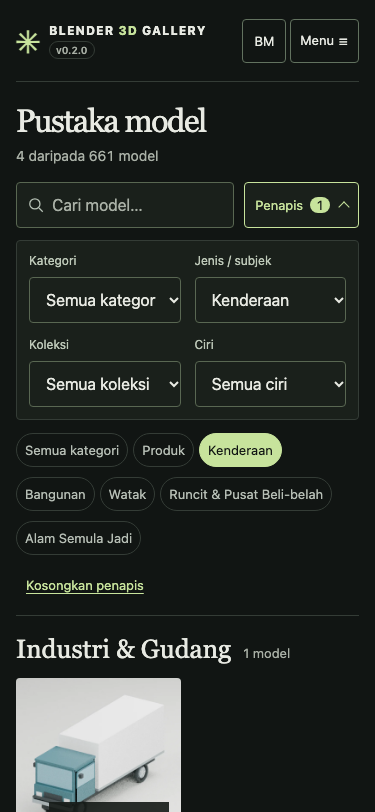 BLENDER 3D GALLERY
v0.2.0
BM
Menu ≡
Pustaka model
4 daripada 661 model
Cari model...
Penapis 1
Kategori
Jenis / subjek
Semua kategor
Kenderaan
Koleksi
Ciri
Semua koleksi
Semua ciri
Semua kategori
Produk
Kenderaan
Bangunan
Watak
Runcit & Pusat Beli-belah
Alam Semula Jadi
Kosongkan penapis
Industri & Gudang 1 model